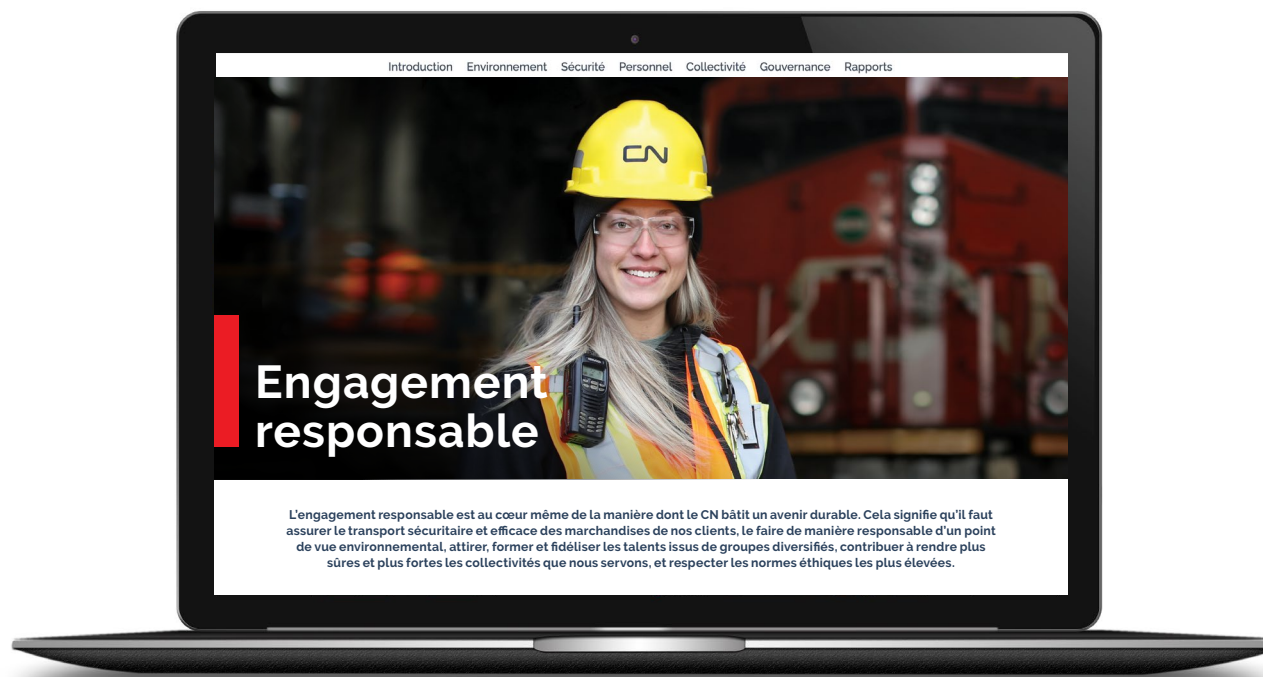 Introduction Environnement Sécurité Personnel Collectivité Gouvernance Rapports
CN
Engagement
responsable
L'engagement responsable est au cœur même de la manière dont le CN bâtit un avenir durable. Cela signifie qu'il faut
assurer le transport sécuritaire et efficace des marchandises de nos clients, le faire de manière responsable d'un point
de vue environnemental, attirer, former et fidéliser les talents issus de groupes diversifiés, contribuer à rendre plus
sûres et plus fortes les collectivités que nous servons, et respecter les normes éthiques les plus élevées.